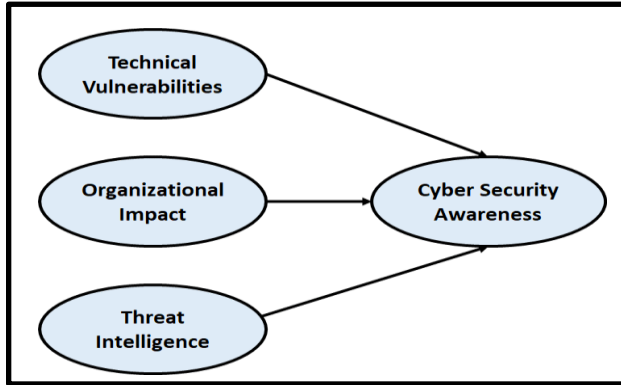 Technical
Vulnerabilities
Organizational
Impact
Cyber Security
Awareness
Threat
Intelligence